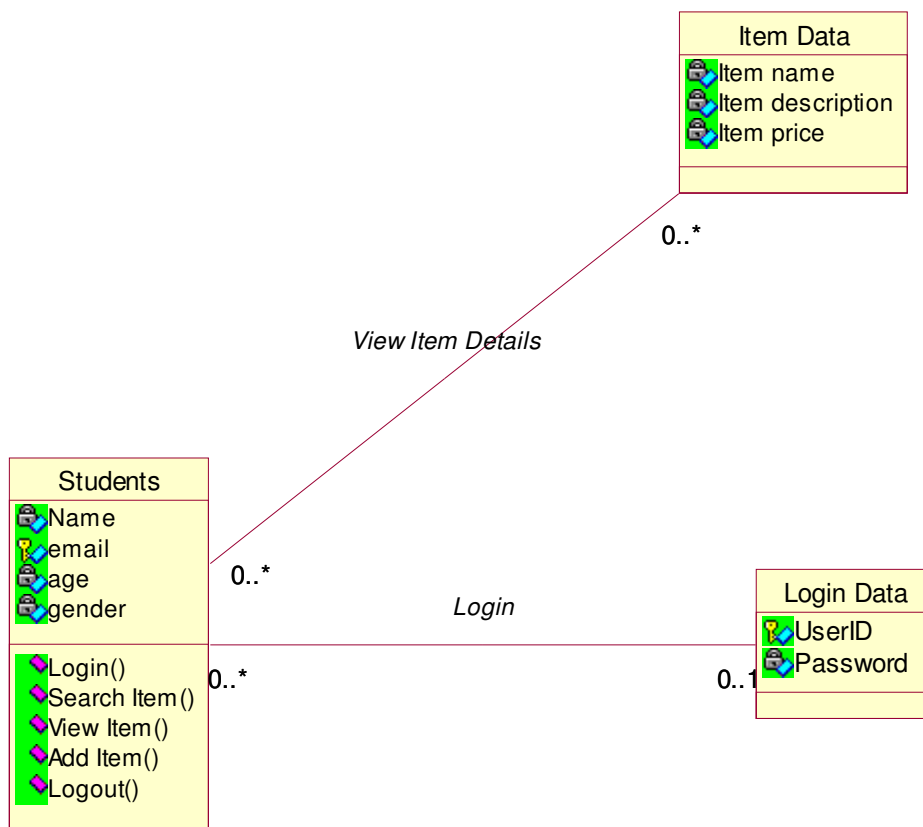 Item Data
Item name
Item description
Item price
0..*
View Item Details
Students
Name
email
age
gender
Login()
Search Item()
View Item()
Add Item()
Logout()
0..*
Login
0..*
0..1
Login Data
UserID
Password